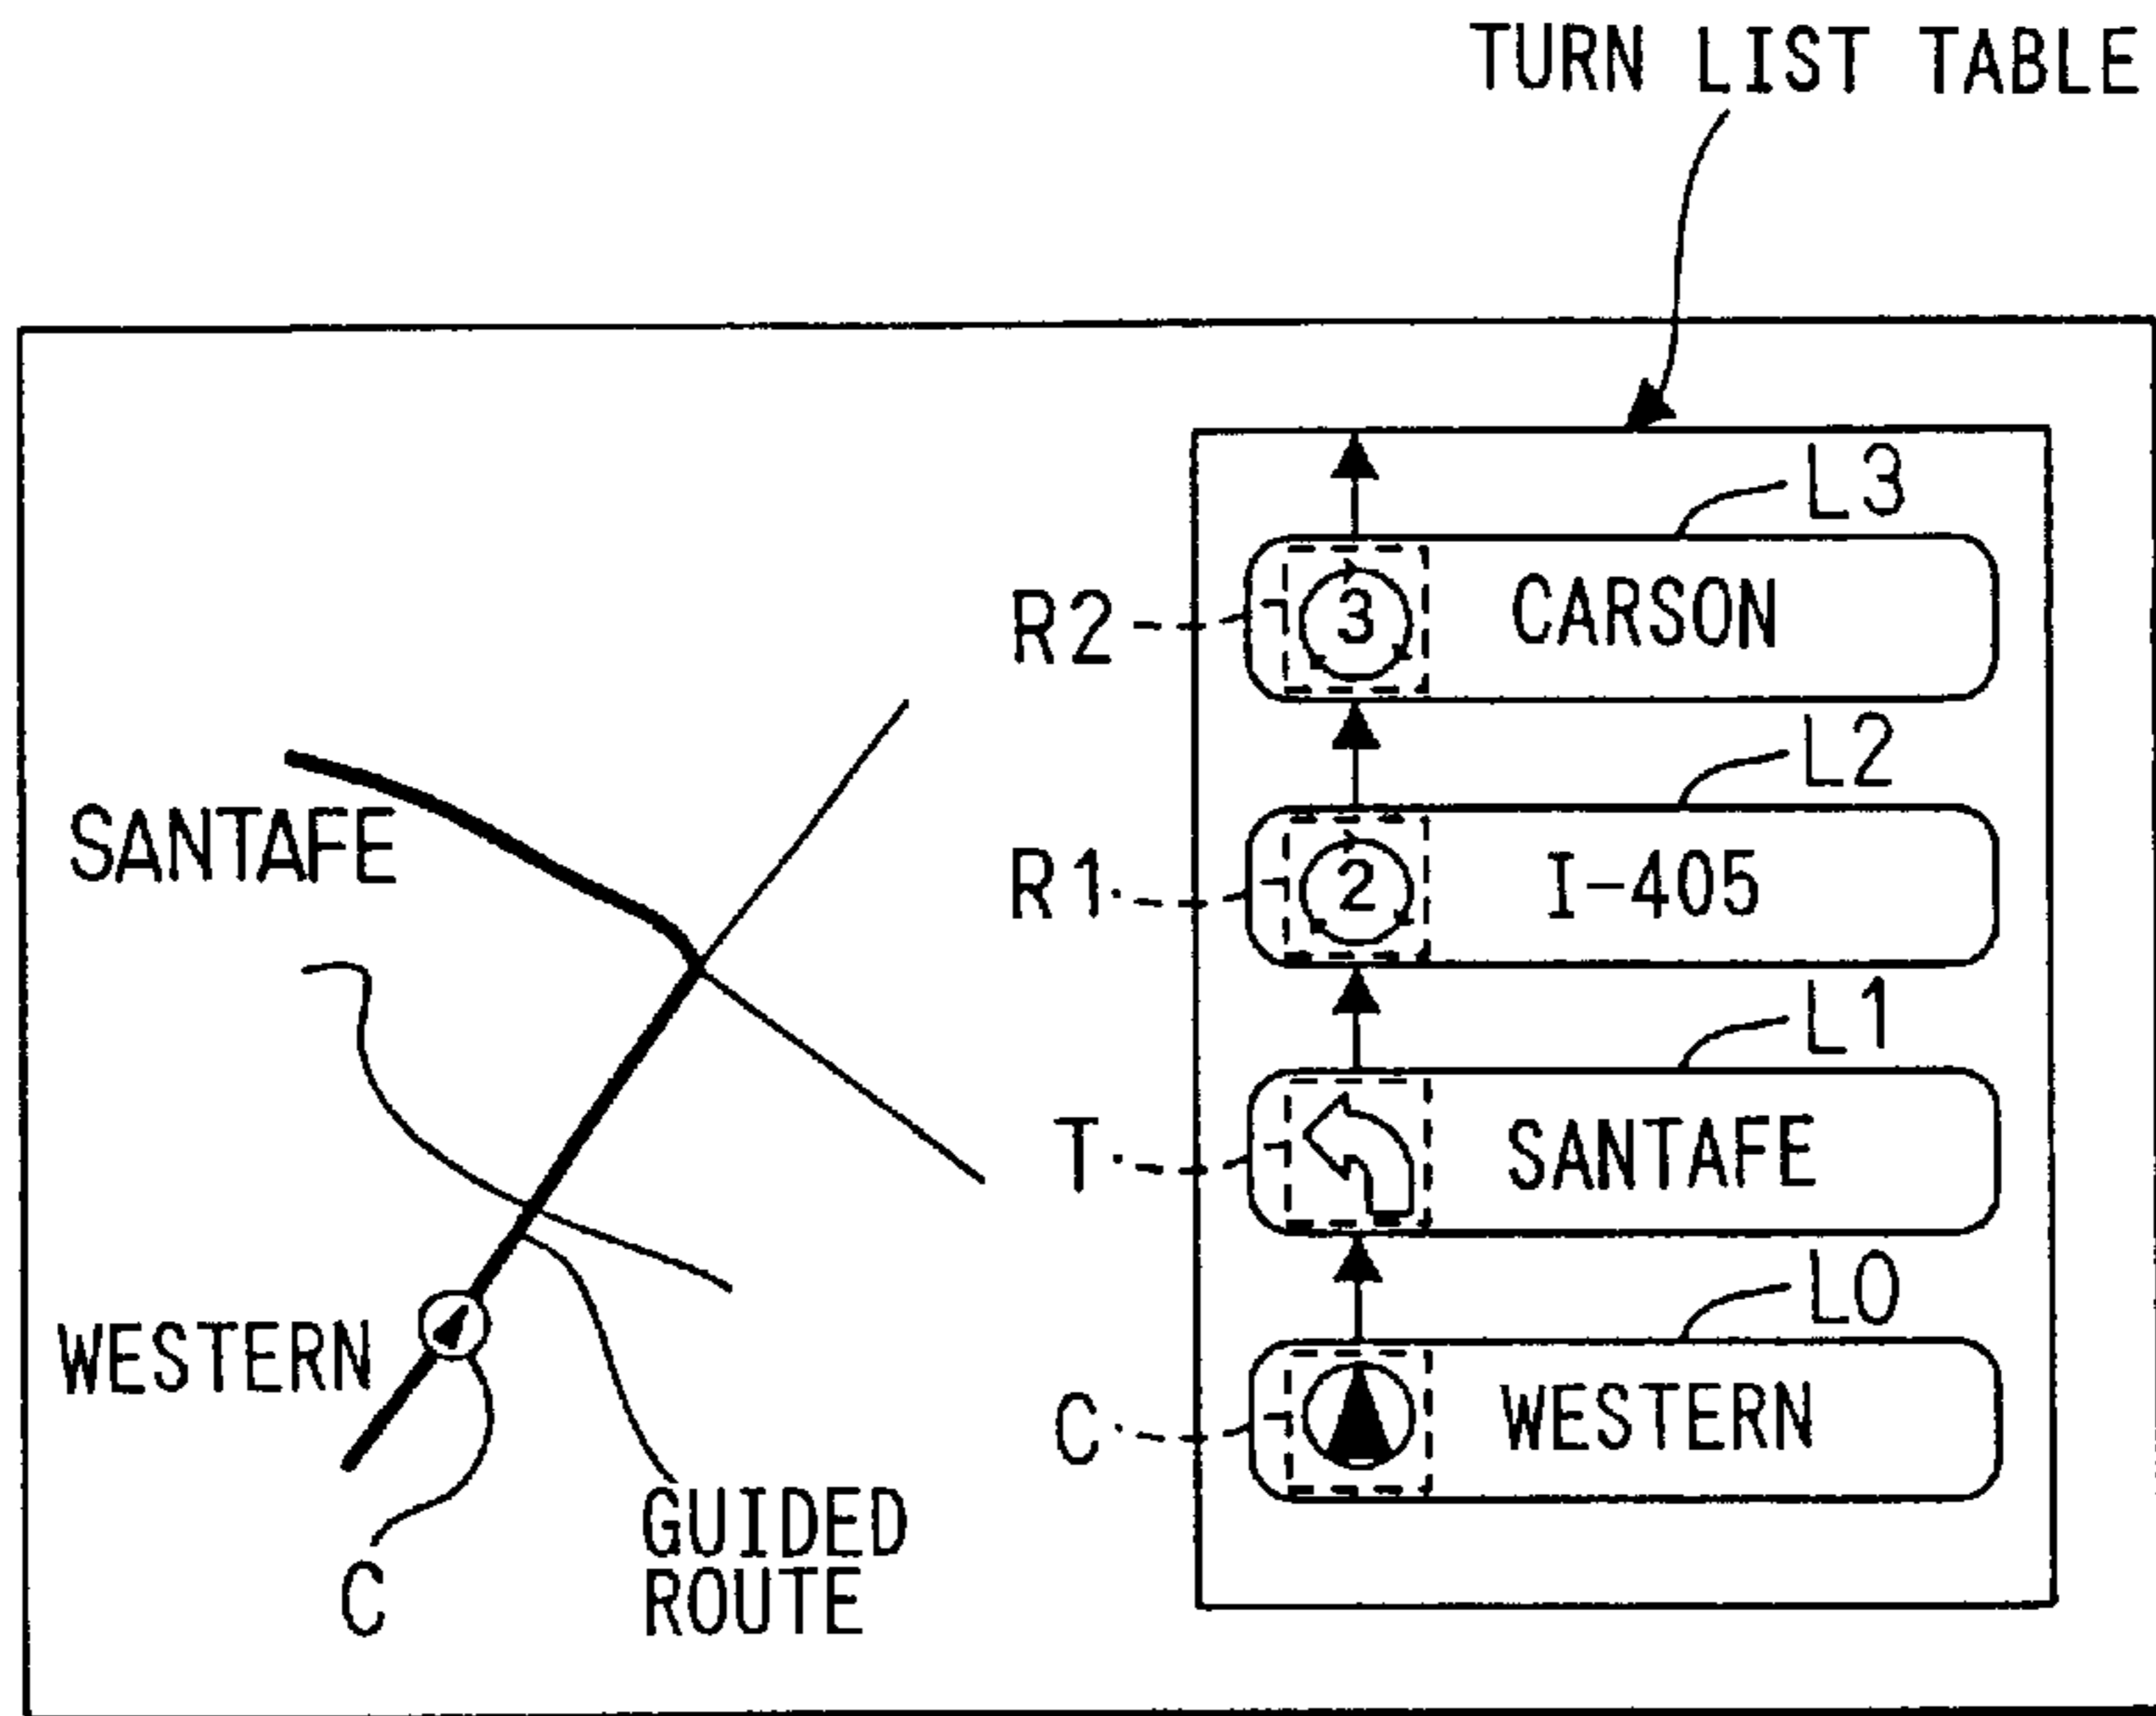 TURN LIST TABLE
L3
R2
3
CARSON
L2
SANTAFE
R1
2
I-405
L1
T
SANTAFE
L0
WESTERN
C
WESTERN
C
GUIDED
ROUTE